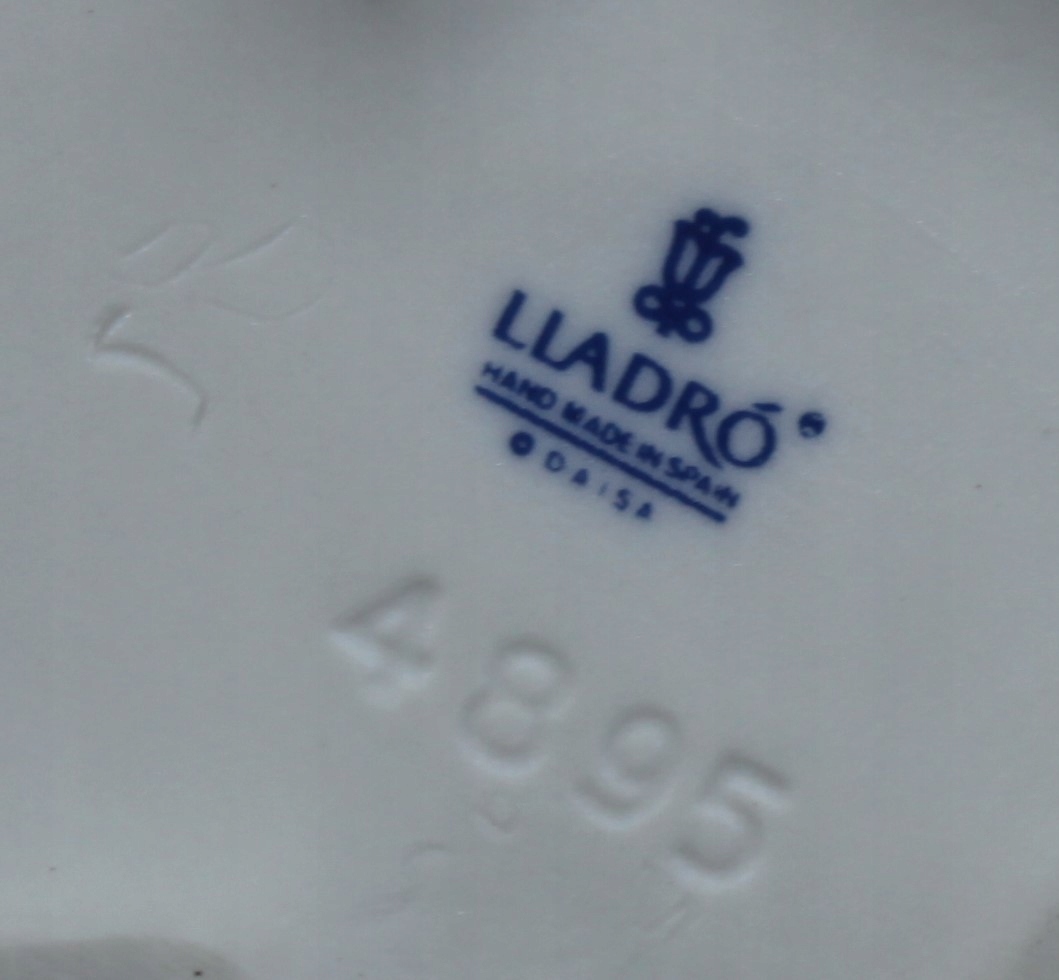 LLADRÓ ®
HAND MADE IN SPAIN
© DAISA
4895